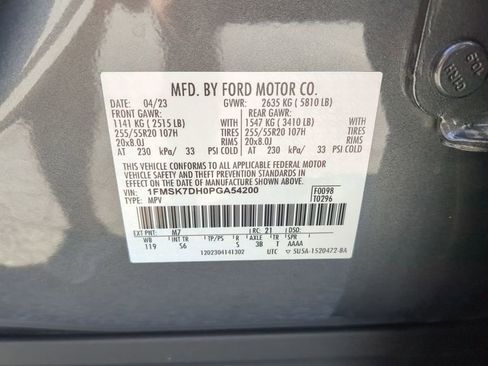 MFD. BY FORD MOTOR CO.
DATE: 04/23 GVWR: 2635 KG (5810 LB)
FRONT GAWR: REAR GAWR:
1141 KG (2515 LB) WITH 1547 KG (3410 LB) WITH
255/55R20 107H TIRES 255/55R20 107H TIRES
20x8.0J RIMS 20x8.0J RIMS
AT 230 kPa/ 33 PSI COLD AT 230 kPa/ 33 PSI COLD
THIS VEHICLE CONFORMS TO ALL APPLICABLE FEDERAL MOTOR
VEHICLE SAFETY AND THEFT PREVENTION STANDARDS IN EFFECT
ON THE DATE OF MANUFACTURE SHOWN ABOVE.
VIN: 1FMSK7DH0PGA54200 F0098
TYPE: MPV T0296
EXT PNT: M7 RC: 21 DSO:
WB INT TR TP/PS R AXLE TR SPR
119 S6 S 3B T AAAA
1202304141302 UTC SU5A-1520472-BA
CRH
1019